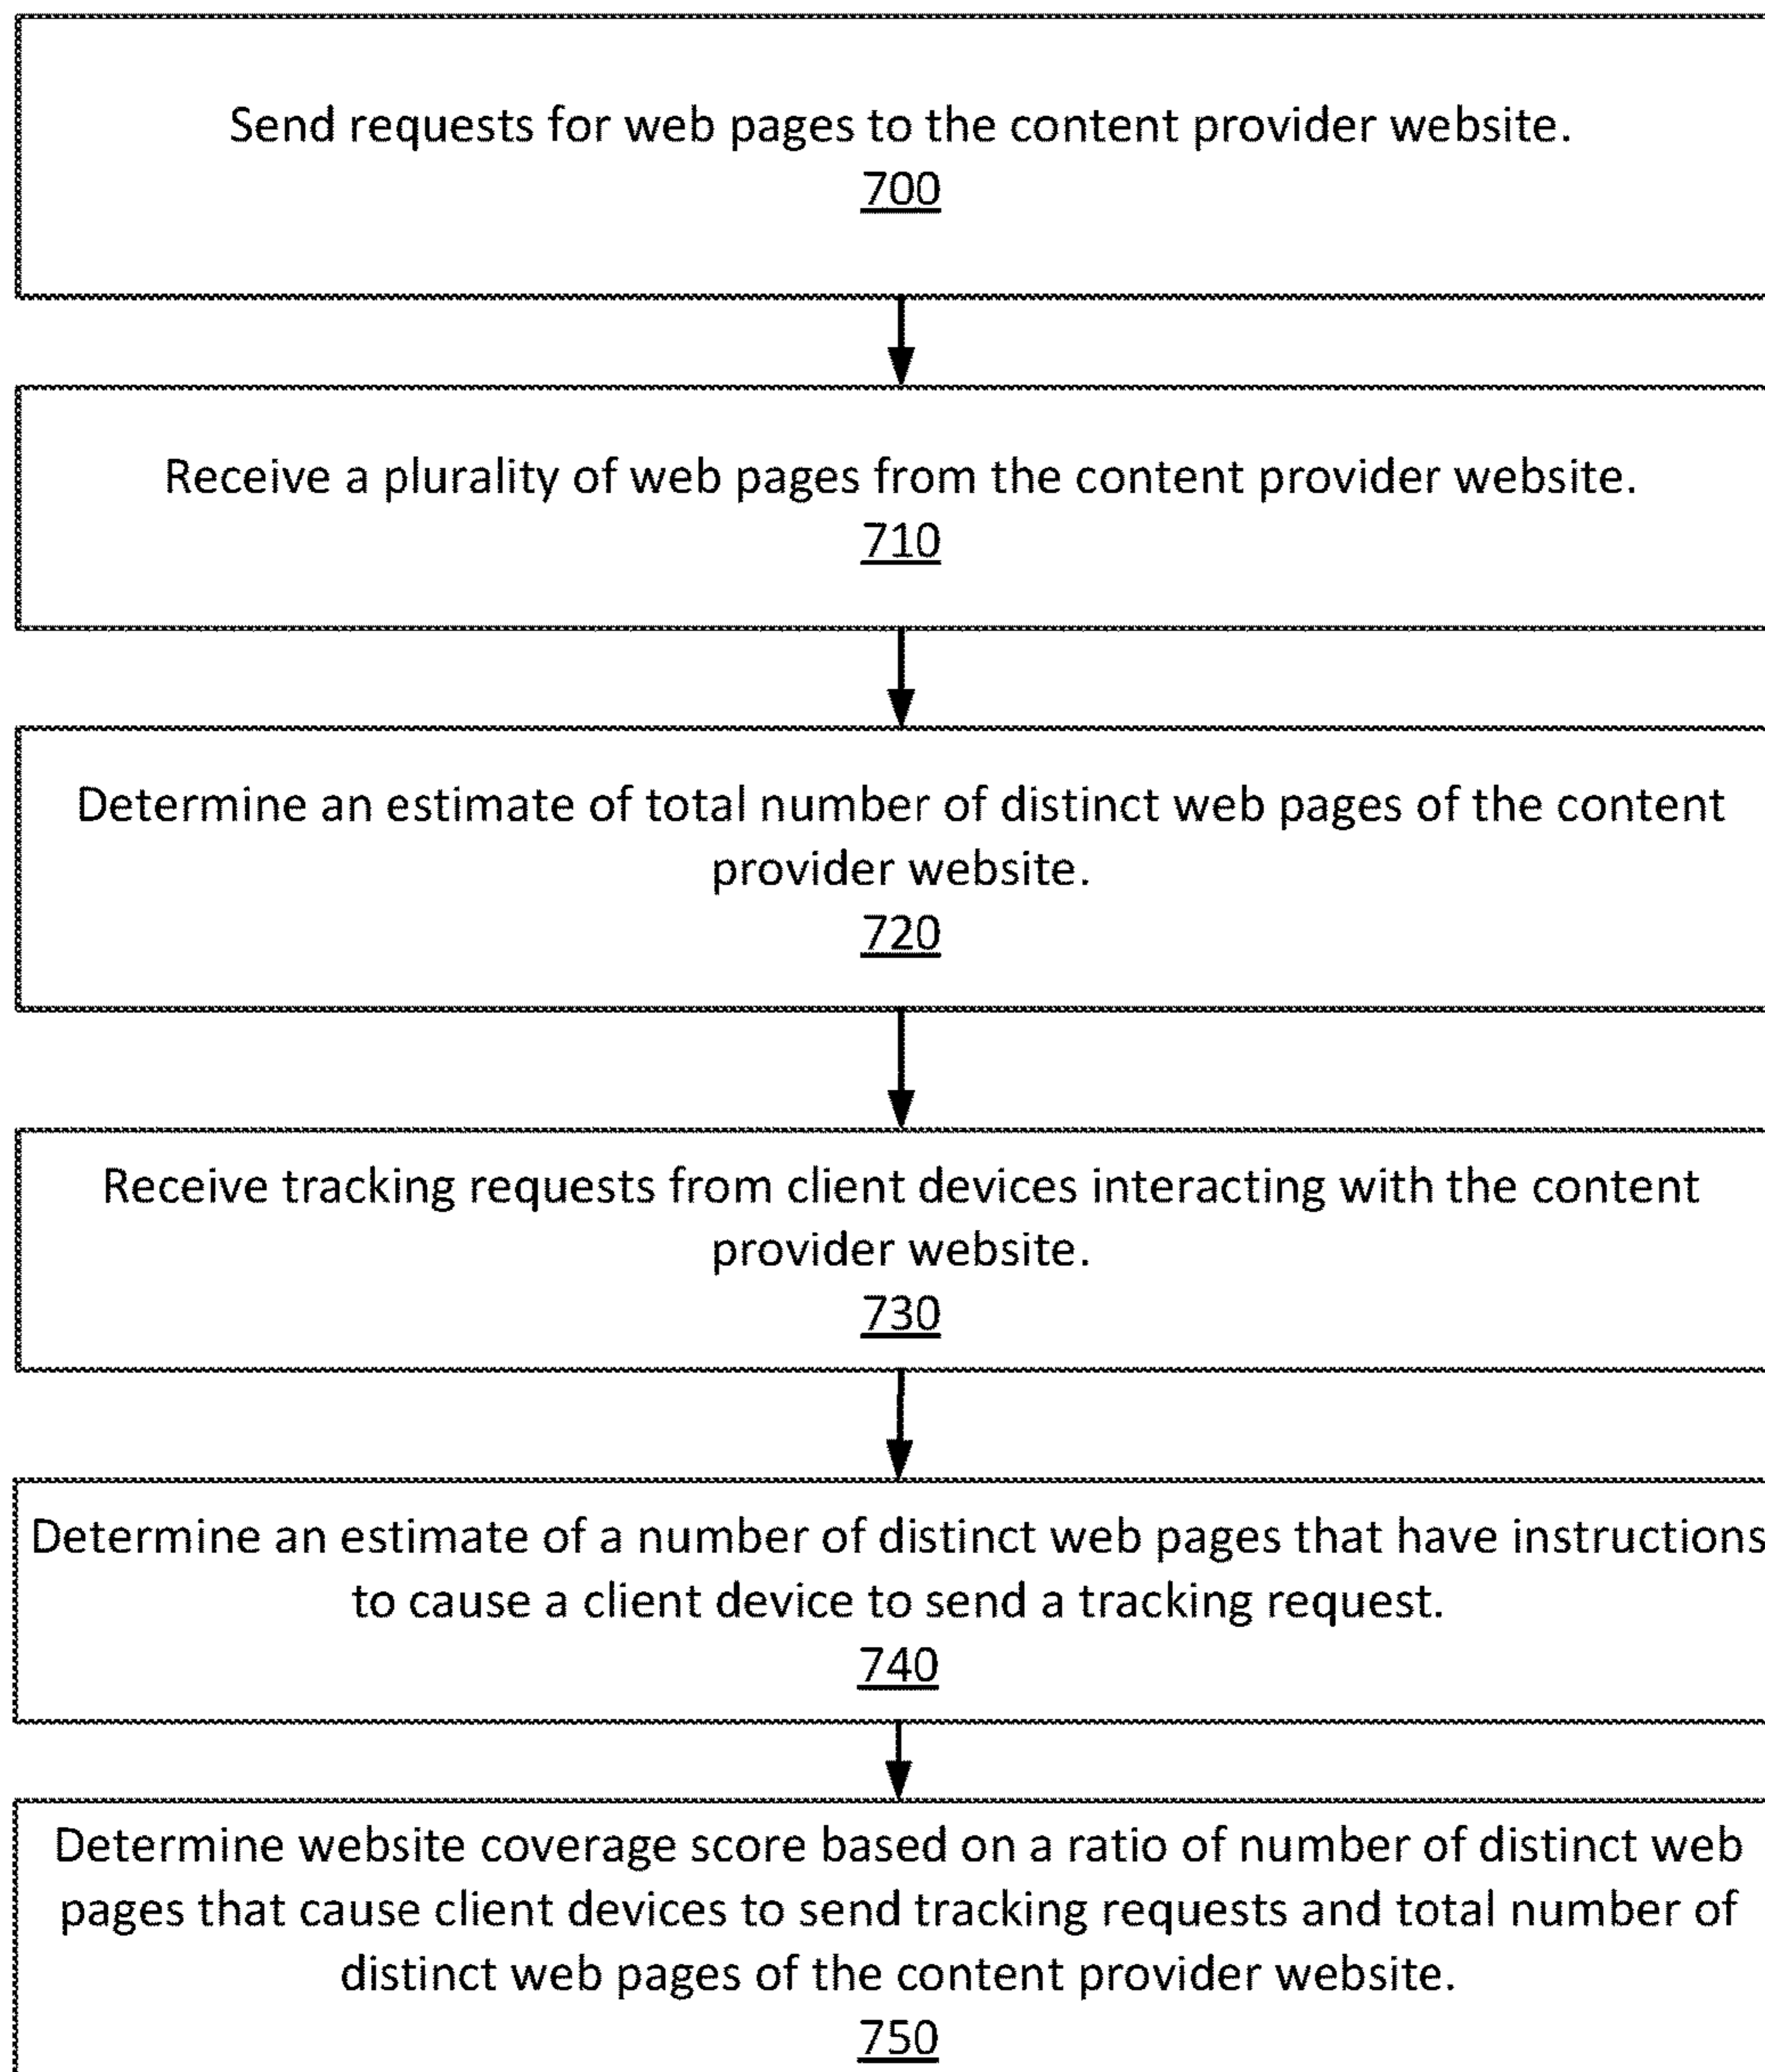 Send requests for web pages to the content provider website.
700
Receive a plurality of web pages from the content provider website.
710
Determine an estimate of total number of distinct web pages of the content
provider website.
720
Receive tracking requests from client devices interacting with the content
provider website.
730
Determine an estimate of a number of distinct web pages that have instructions
to cause a client device to send a tracking request.
740
Determine website coverage score based on a ratio of number of distinct web
pages that cause client devices to send tracking requests and total number of
distinct web pages of the content provider website.
750